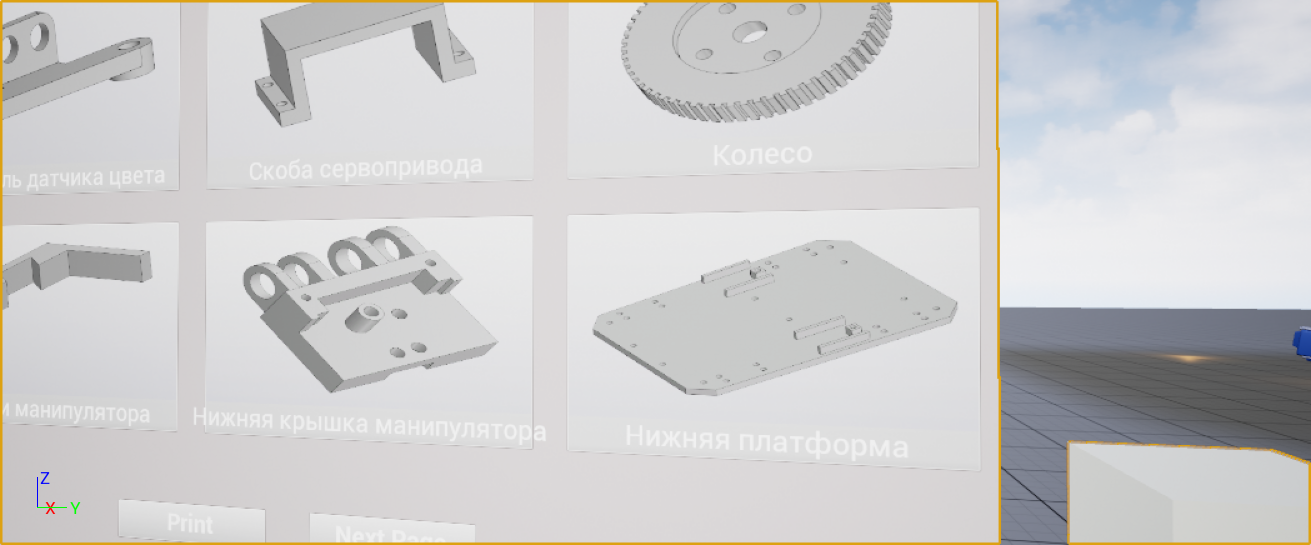 ль датчика цвета
Скоба сервопривода
Колесо
и манипулятора
Нижняя крышка манипулятора
Нижняя платформа
Z
X Y
Print
Next Page